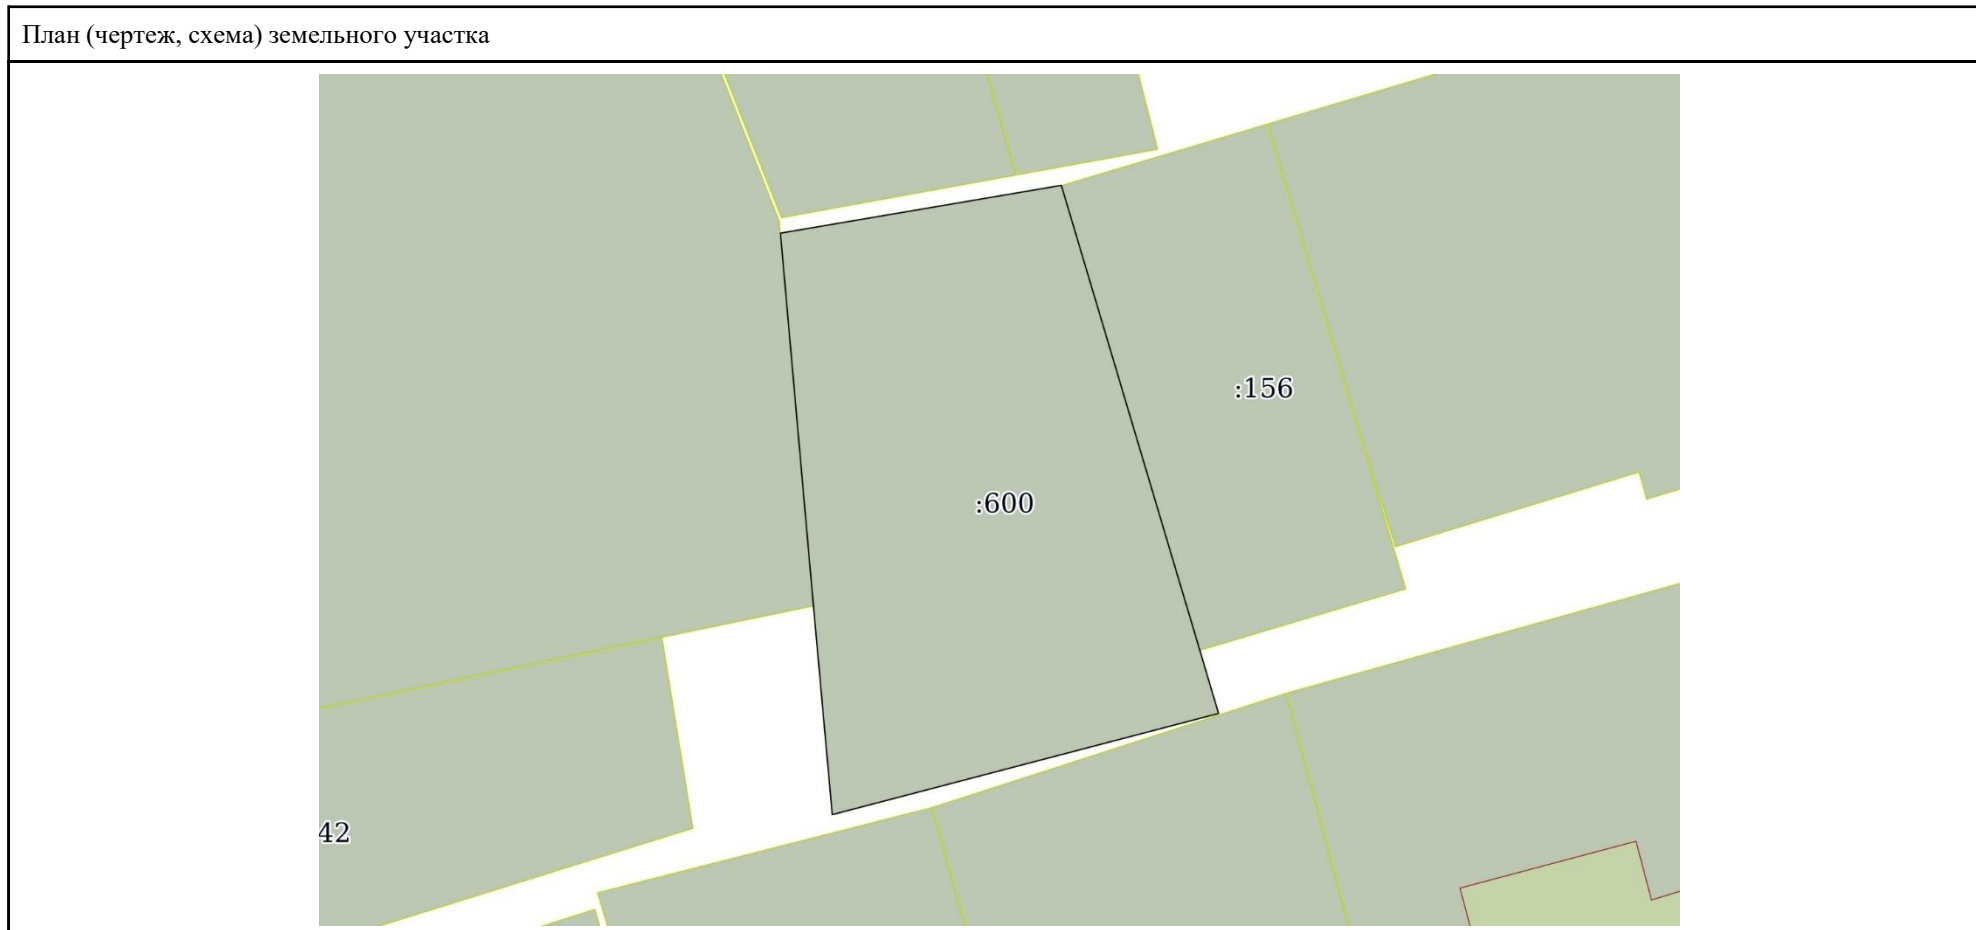 План (чертеж, схема) земельного участка
:156
:600
42